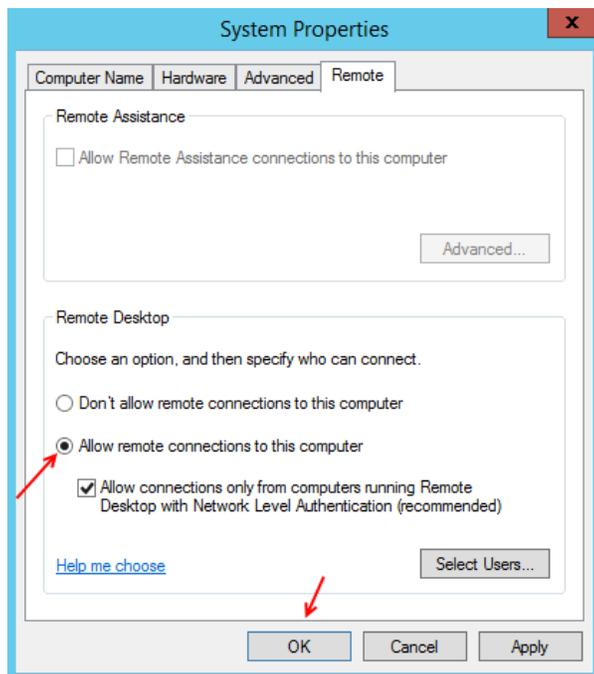 System Properties
x
Computer Name Hardware Advanced Remote
Remote Assistance
Allow Remote Assistance connections to this computer
Advanced...
Remote Desktop
Choose an option, and then specify who can connect.
Don't allow remote connections to this computer
Allow remote connections to this computer
Allow connections only from computers running Remote
Desktop with Network Level Authentication (recommended)
Help me choose Select Users...
OK Cancel Apply